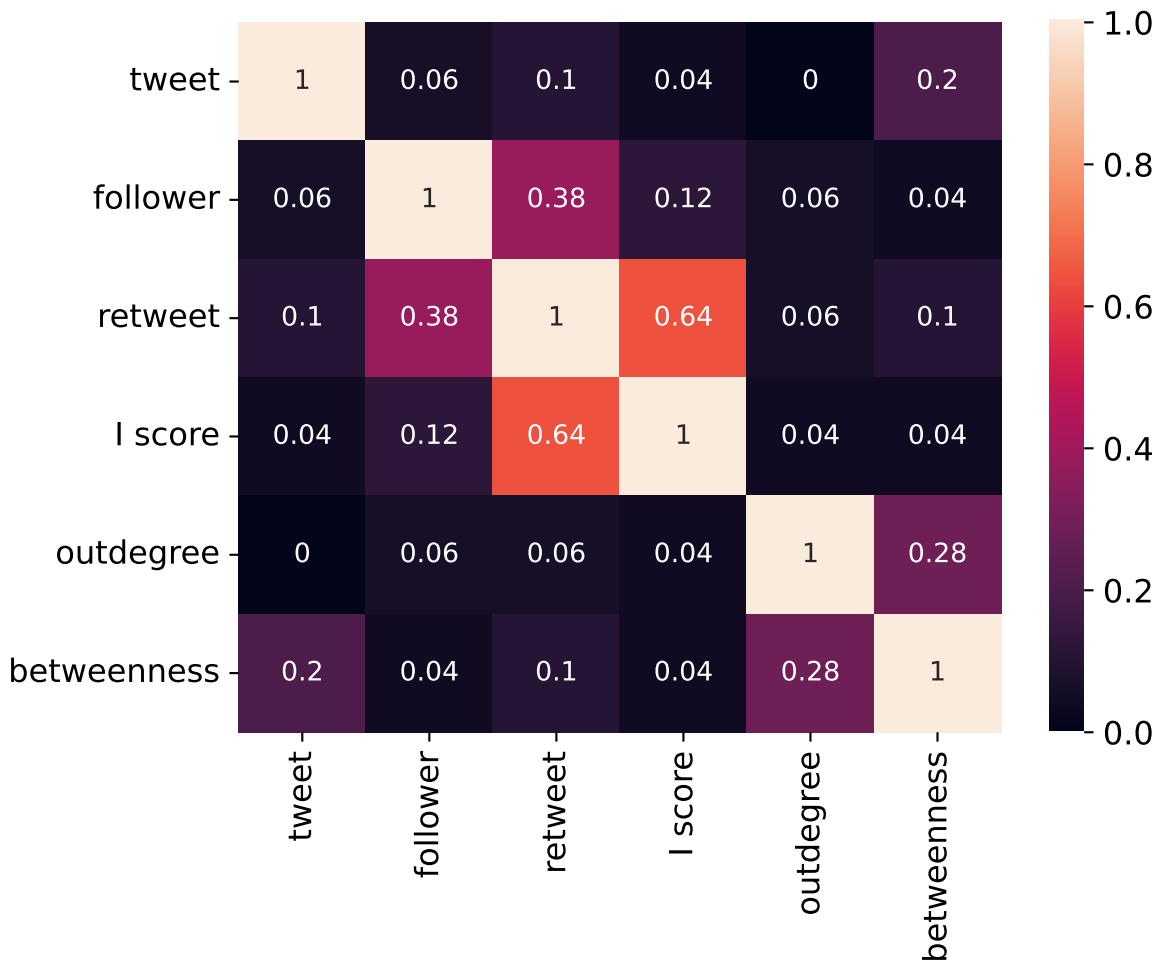 tweet 1 0.06 0.1 0.04 0 0.2
follower 0.06 1 0.38 0.12 0.06 0.04
retweet 0.1 0.38 1 0.64 0.06 0.1
I score 0.04 0.12 0.64 1 0.04 0.04
outdegree 0 0.06 0.06 0.04 1 0.28
betweenness 0.2 0.04 0.1 0.04 0.28 1
tweet
follower
retweet
I score
outdegree
betweenness
1.0
0.8
0.6
0.4
0.2
0.0